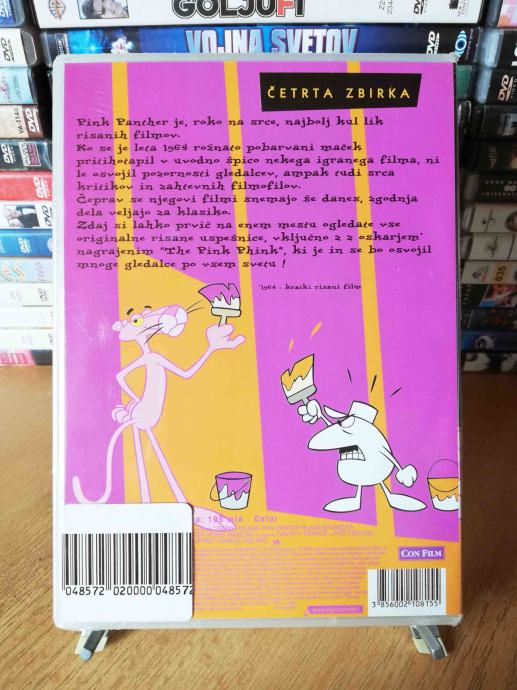 GOLJUFI
VOJNA SVETOV
ČETRTA ZBIRKA
Pink Panther je, roko na srce, najbolj kul lik
risanih filmov.
Ko se je leta 1964 rožnato pobarvani maček
pritihotapil v uvodno špico nekega igranega filma, ni
le osvojil pozornosti gledalcev, ampak tudi srca
kritikov in zahtevnih filmofilov.
Čeprav se njegovi filmi snemajo še danes, zgodnja
dela veljajo za klasiko.
Zdaj si lahko prvič na enem mestu ogledate vse
originalne risane uspešnice, vključno z z oskarjem*
nagrajenim "The Pink Phink", ki je in se bo osvojil
mnoge gledalce po vsem svetu !
*1964 - kratki risani film
a: 195 min - Color
CON FILM
048572 020000 048572
3 856002 108155